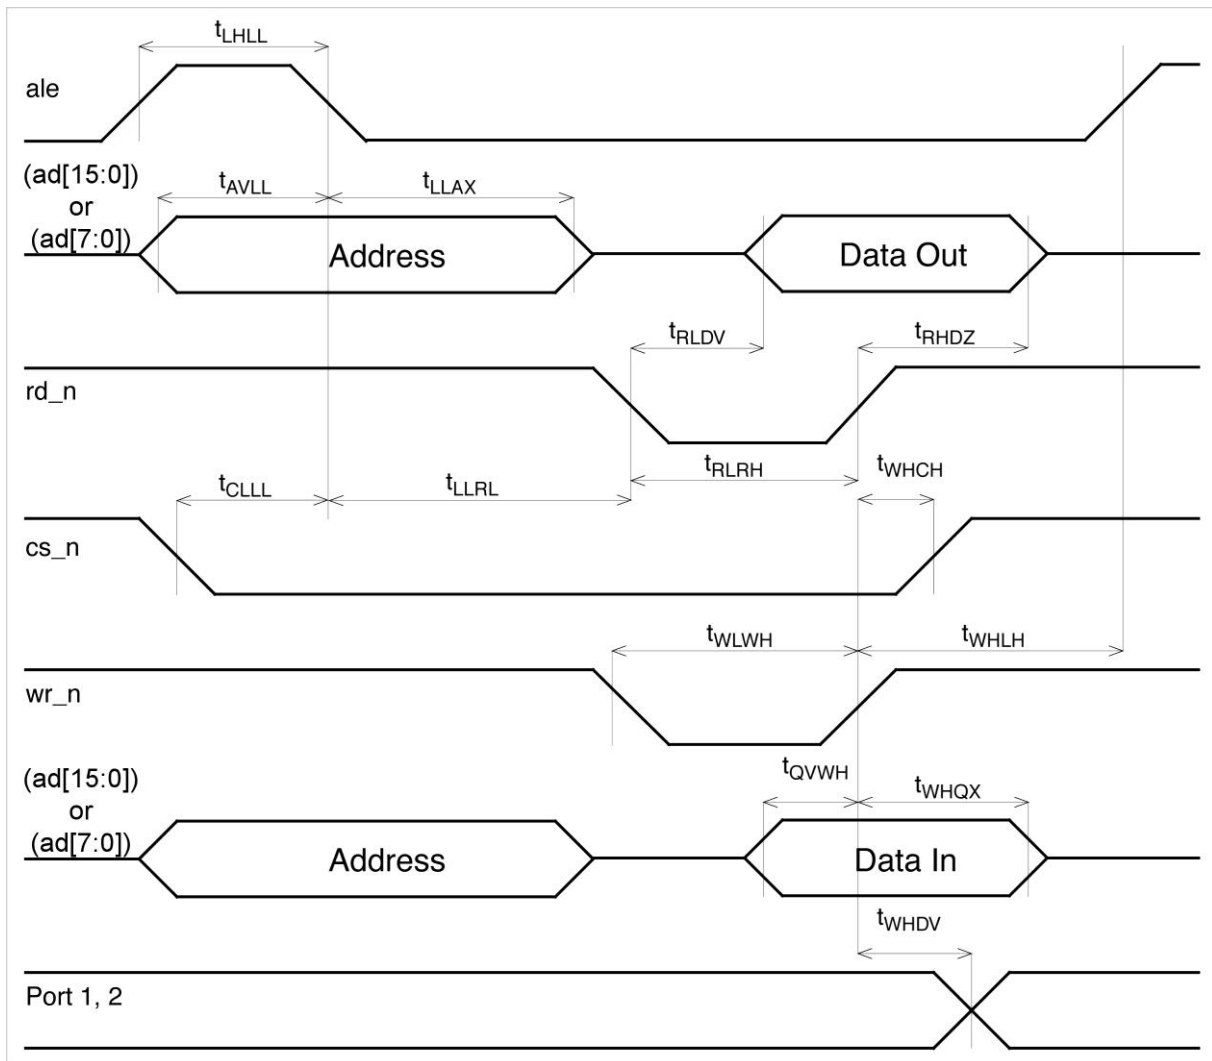 tLHLL
ale
(ad[15:0])
or
(ad[7:0])
tAVLL
tLLAX
Address
Data Out
tRLDV
tRHDZ
rd_n
tRLRH
tWHCH
tCLLL
tLLRL
cs_n
tWLWH
tWHLH
wr_n
tQVWH
(ad[15:0])
or
(ad[7:0])
tWHQX
Address
Data In
tWHDV
Port 1, 2